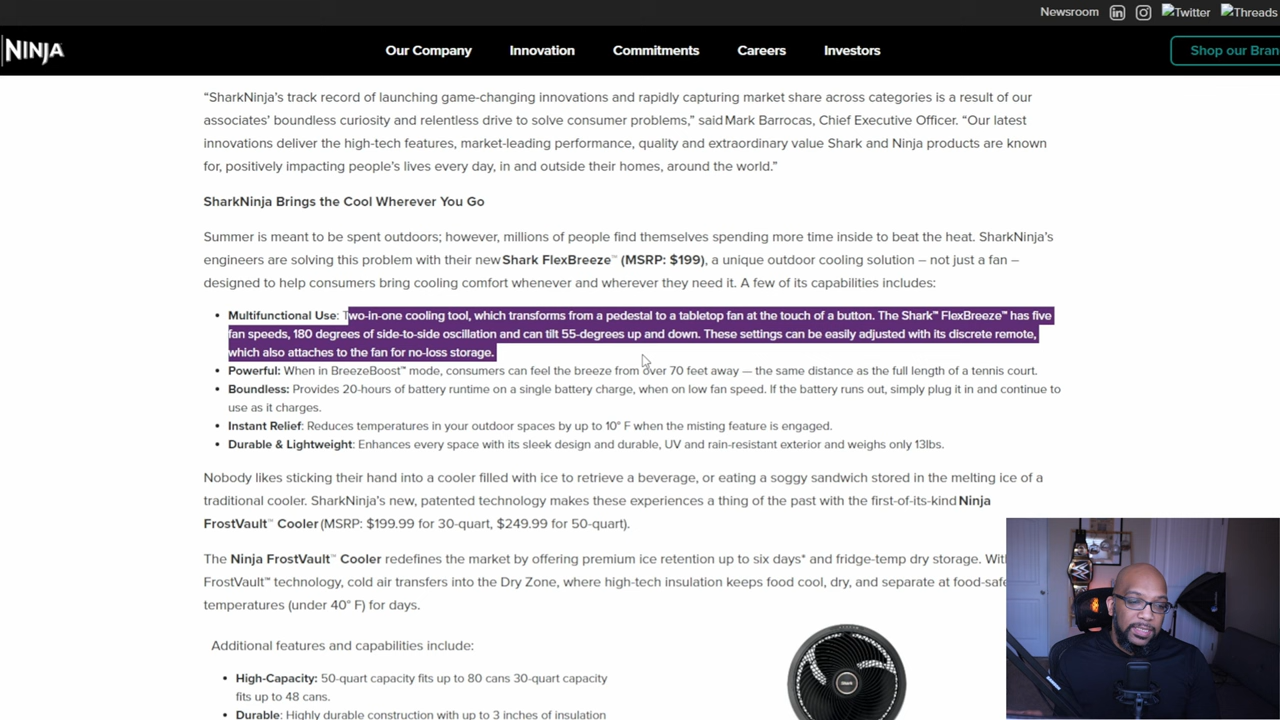 Newsroom
Twitter
Threads
NINJA
Our Company
Innovation
Commitments
Careers
Investors
Shop our Bran
“SharkNinja’s track record of launching game-changing innovations and rapidly capturing market share across categories is a result of our
associates’ boundless curiosity and relentless drive to solve consumer problems,” said Mark Barrocas, Chief Executive Officer. “Our latest
innovations deliver the high-tech features, market-leading performance, quality and extraordinary value Shark and Ninja products are known
for, positively impacting people’s lives every day, in and outside their homes, around the world.”
SharkNinja Brings the Cool Wherever You Go
Summer is meant to be spent outdoors; however, millions of people find themselves spending more time inside to beat the heat. SharkNinja’s
engineers are solving this problem with their new Shark FlexBreeze™ (MSRP: $199), a unique outdoor cooling solution – not just a fan –
designed to help consumers bring cooling comfort whenever and wherever they need it. A few of its capabilities includes:
• Multifunctional Use: Two-in-one cooling tool, which transforms from a pedestal to a tabletop fan at the touch of a button. The Shark™ FlexBreeze™ has five
fan speeds, 180 degrees of side-to-side oscillation and can tilt 55-degrees up and down. These settings can be easily adjusted with its discrete remote,
which also attaches to the fan for no-loss storage.
• Powerful: When in BreezeBoost™ mode, consumers can feel the breeze from over 70 feet away — the same distance as the full length of a tennis court.
• Boundless: Provides 20-hours of battery runtime on a single battery charge, when on low fan speed. If the battery runs out, simply plug it in and continue to
use as it charges.
• Instant Relief: Reduces temperatures in your outdoor spaces by up to 10° F when the misting feature is engaged.
• Durable & Lightweight: Enhances every space with its sleek design and durable, UV and rain-resistant exterior and weighs only 13lbs.
Nobody likes sticking their hand into a cooler filled with ice to retrieve a beverage, or eating a soggy sandwich stored in the melting ice of a
traditional cooler. SharkNinja’s new, patented technology makes these experiences a thing of the past with the first-of-its-kind Ninja
FrostVault™ Cooler (MSRP: $199.99 for 30-quart, $249.99 for 50-quart).
The Ninja FrostVault™ Cooler redefines the market by offering premium ice retention up to six days* and fridge-temp dry storage. Wit
FrostVault™ technology, cold air transfers into the Dry Zone, where high-tech insulation keeps food cool, dry, and separate at food-safe
temperatures (under 40° F) for days.
Additional features and capabilities include:
• High-Capacity: 50-quart capacity fits up to 80 cans 30-quart capacity
fits up to 48 cans.
• Durable: Highly durable construction with up to 3 inches of insulation
Shark